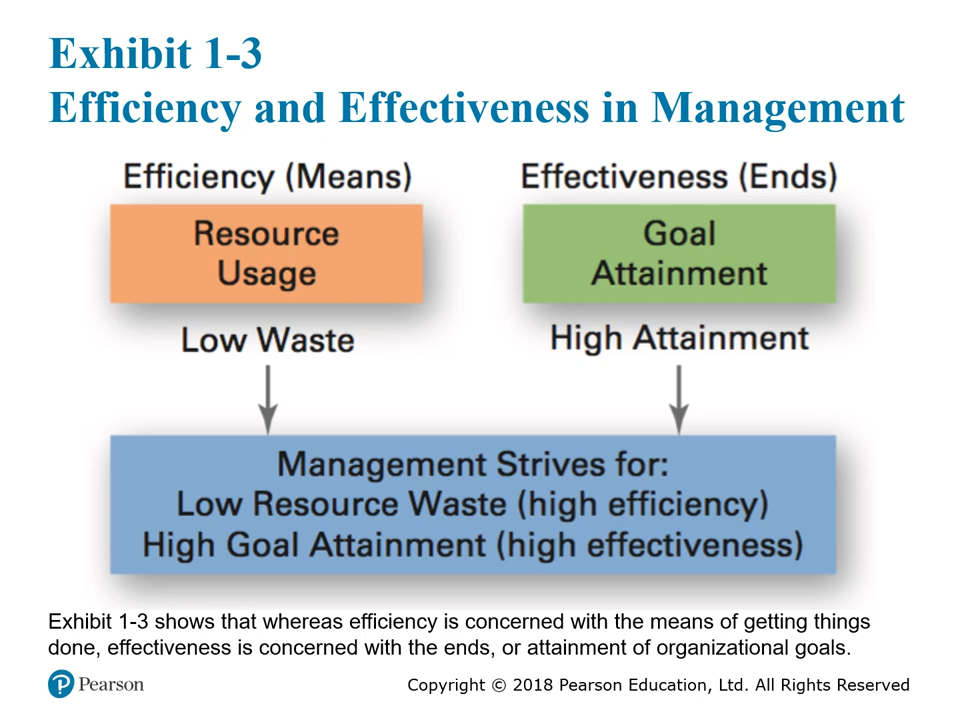 Exhibit 1-3
Efficiency and Effectiveness in Management
Efficiency (Means)
Resource
Usage
Low Waste
Effectiveness (Ends)
Goal
Attainment
High Attainment
Management Strives for:
Low Resource Waste (high efficiency)
High Goal Attainment (high effectiveness)
Exhibit 1-3 shows that whereas efficiency is concerned with the means of getting things
done, effectiveness is concerned with the ends, or attainment of organizational goals.
Pearson
Copyright © 2018 Pearson Education, Ltd. All Rights Reserved